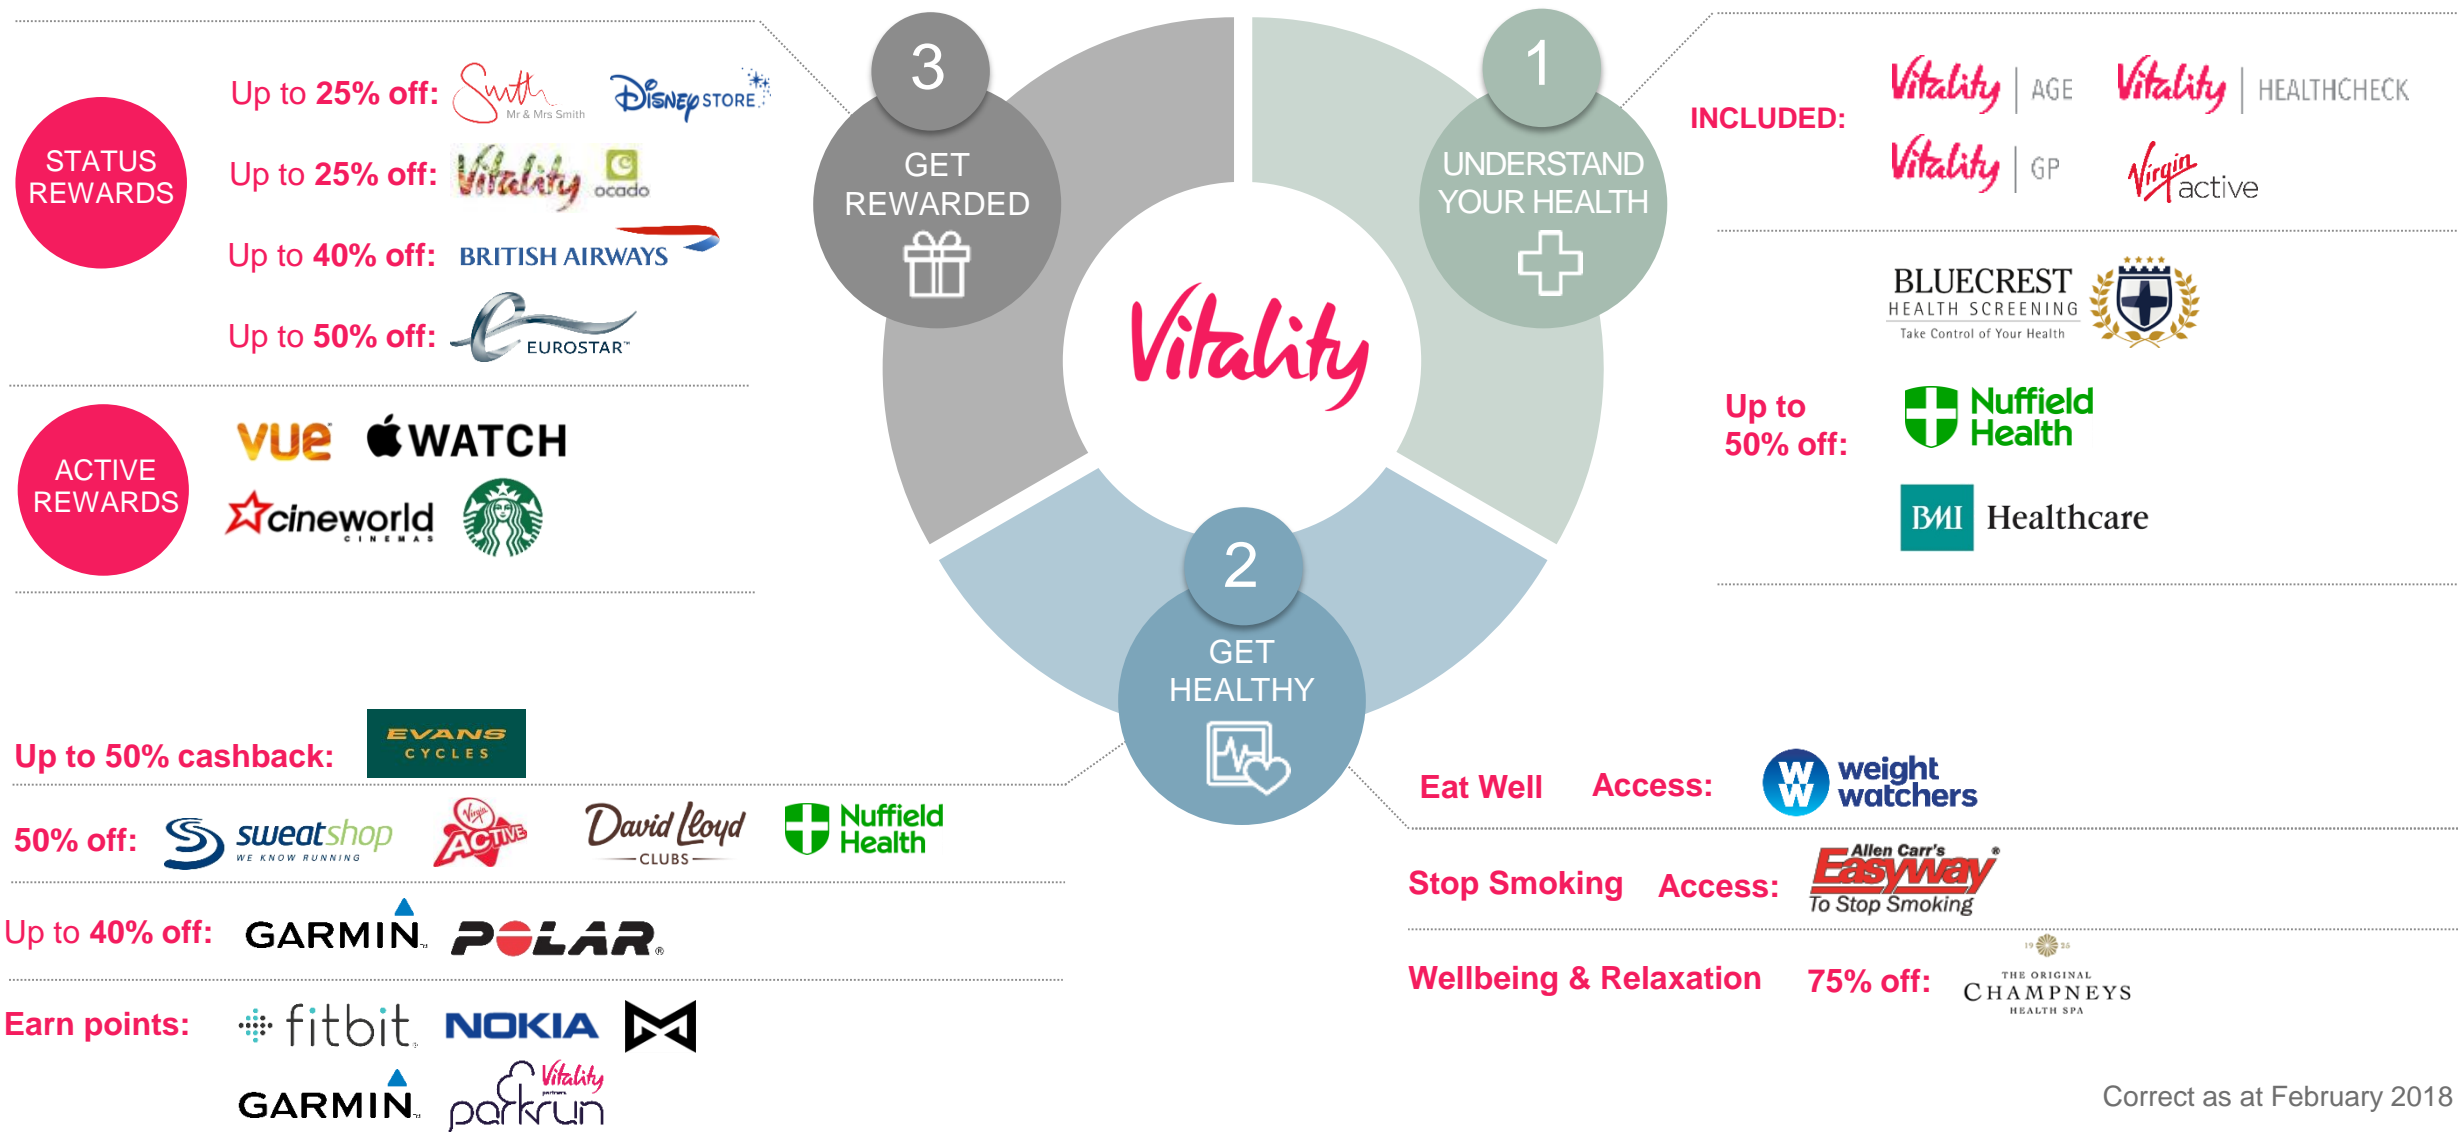 3
GET
REWARDED
STATUS
REWARDS
Up to 25% off:
Smith
Mr & Mrs Smith
Disney STORE
Up to 25% off:
Vitality
ocado
Up to 40% off:
BRITISH AIRWAYS
Up to 50% off:
EUROSTAR™
ACTIVE
REWARDS
VUE
WATCH
cineworld
CINEMAS
Vitality
1
UNDERSTAND
YOUR HEALTH
INCLUDED:
Vitality | AGE
Vitality | HEALTHCHECK
Vitality | GP
Virgin active
BLUECREST
HEALTH SCREENING
Take Control of Your Health
Up to
50% off:
Nuffield
Health
BMI Healthcare
2
GET
HEALTHY
Up to 50% cashback:
EVANS
CYCLES
50% off:
sweatshop
WE KNOW RUNNING
Virgin
ACTIVE
David Lloyd
CLUBS
Nuffield
Health
Up to 40% off:
GARMIN
POLAR®
Earn points:
fitbit
NOKIA
GARMIN
Vitality
partners
parkrun
Eat Well Access:
WW
weight
watchers
Stop Smoking Access:
Allen Carr's
Easyway®
To Stop Smoking
Wellbeing & Relaxation 75% off:
19 25
THE ORIGINAL
CHAMPNEYS
HEALTH SPA
Correct as at February 2018